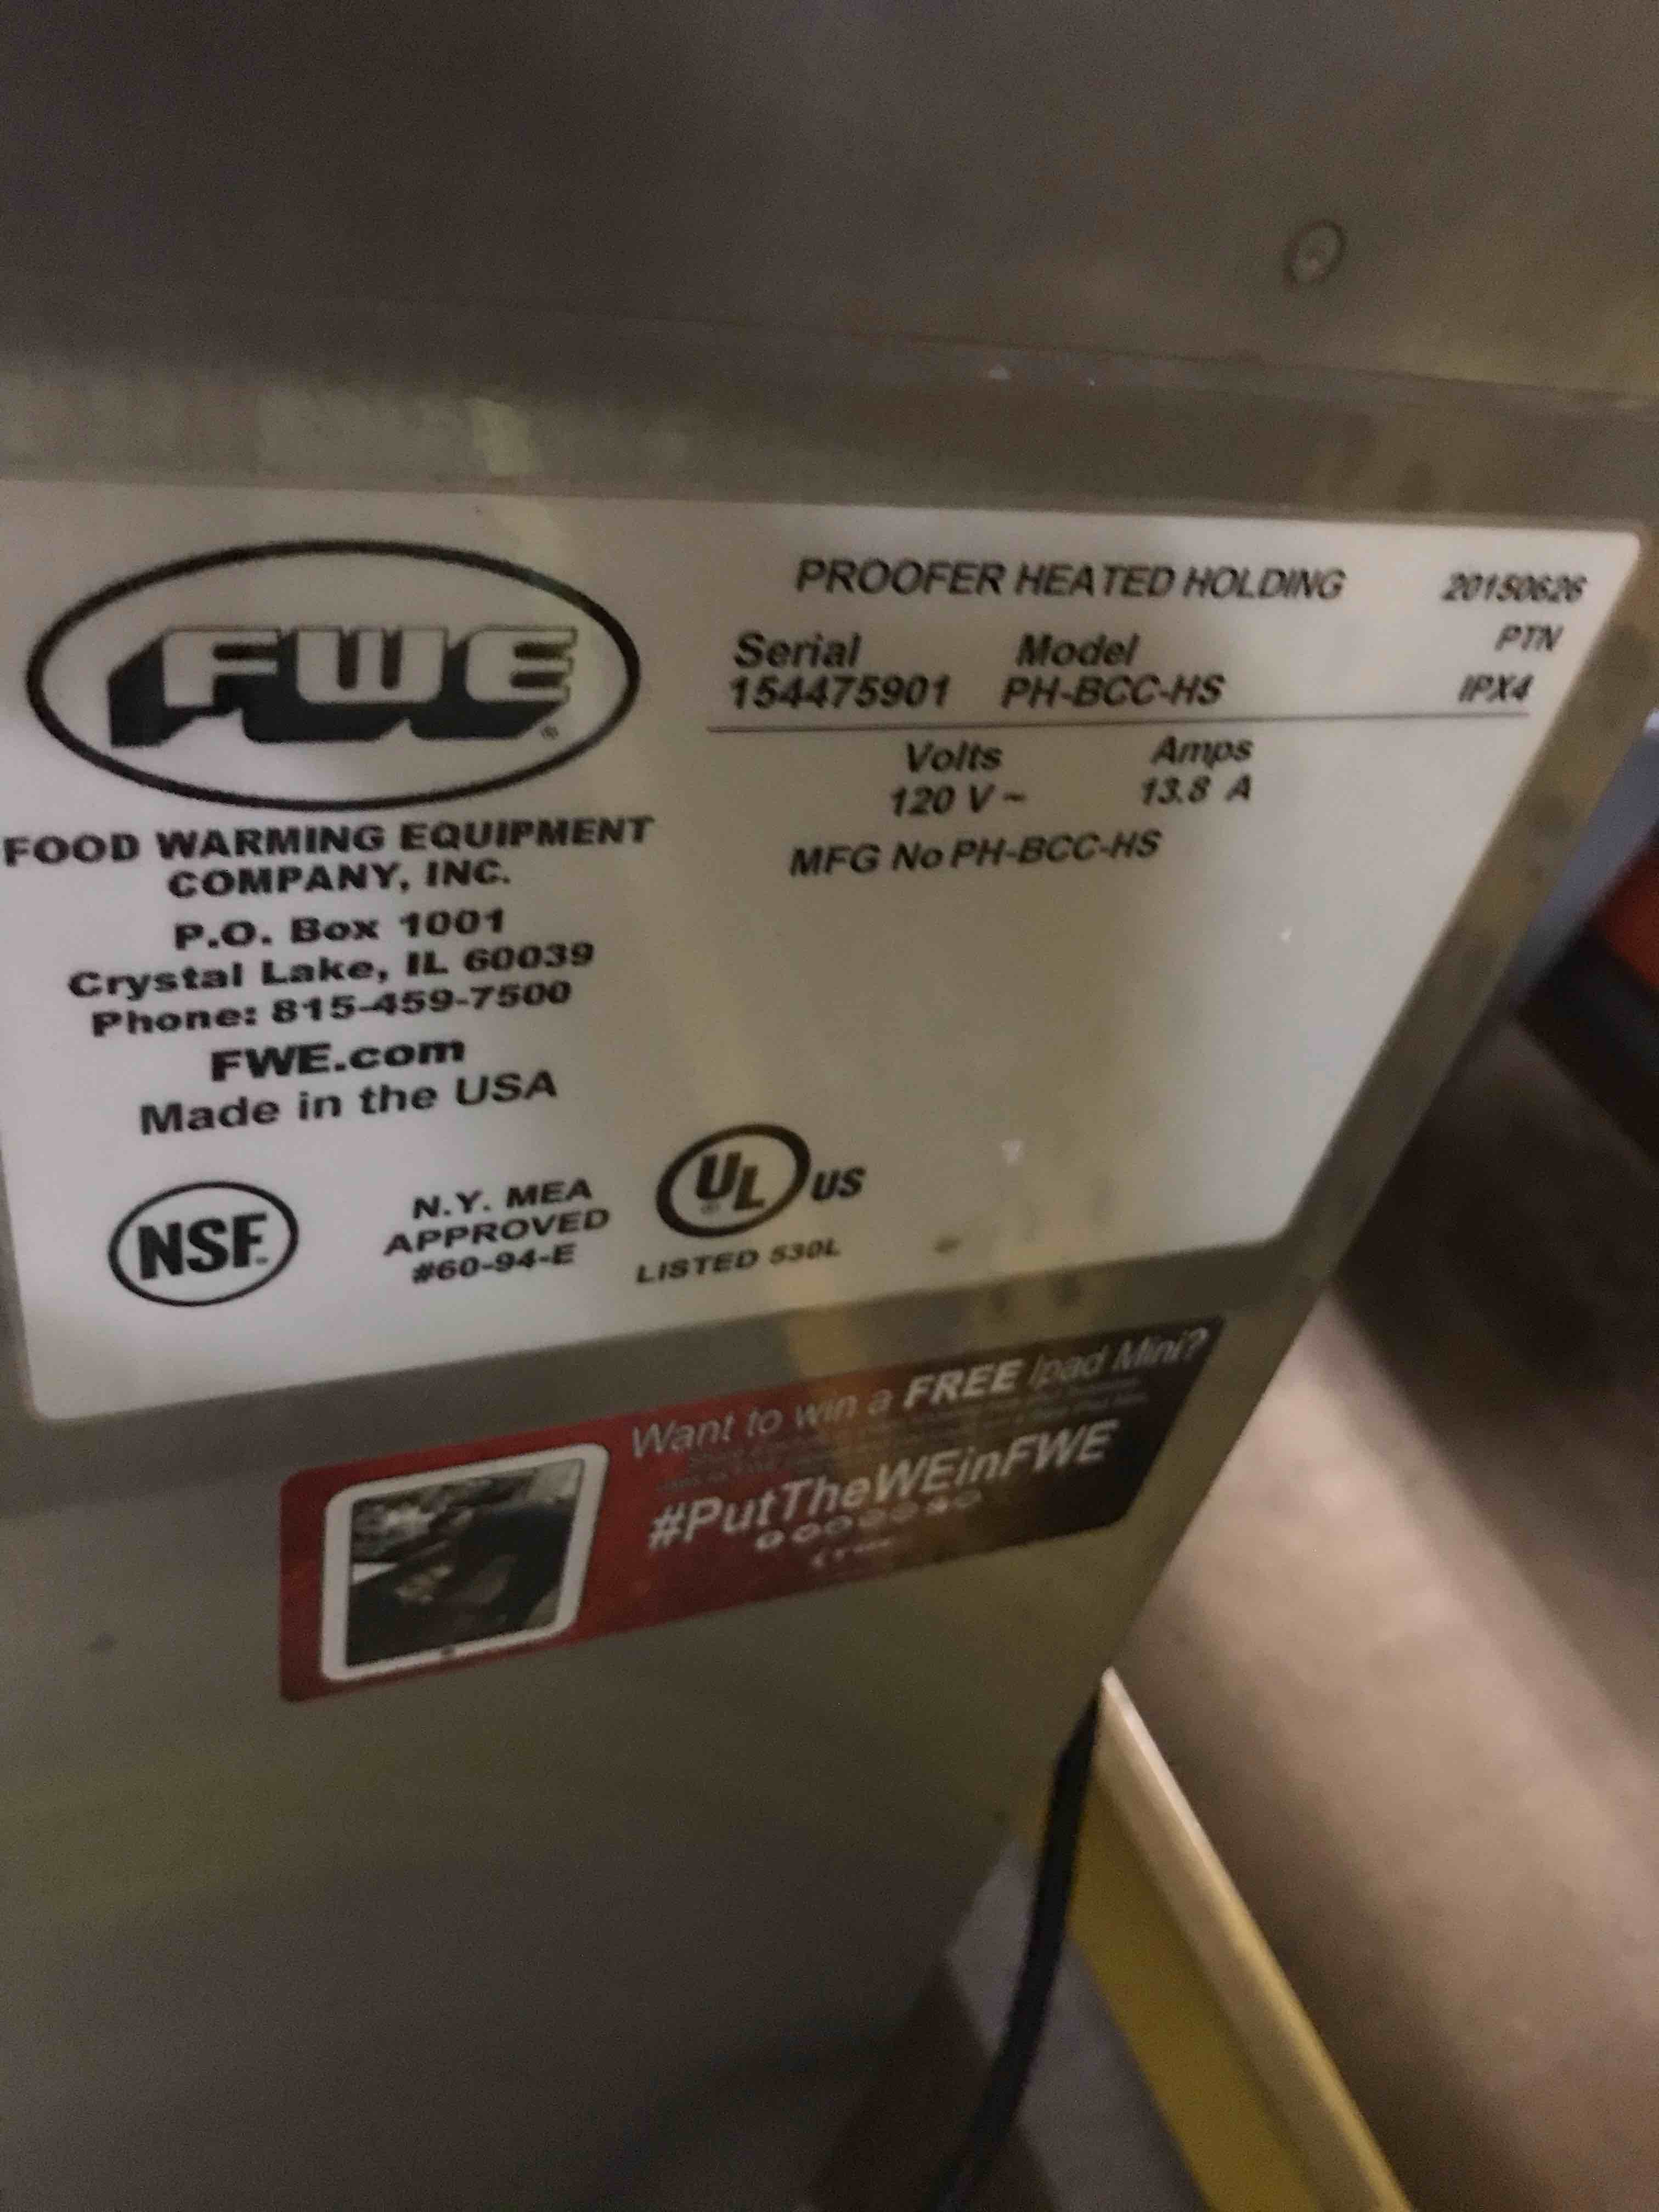 FWE®
FOOD WARMING EQUIPMENT
COMPANY, INC.
P.O. Box 1001
Crystal Lake, IL 60039
Phone: 815-459-7500
FWE.com
Made in the USA
NSF
N.Y. MEA
APPROVED
#60-94-E
UL US
LISTED 530L
PROOFER HEATED HOLDING 20150626
PTN
Serial Model
154475901 PH-BCC-HS IPX4
Volts Amps
120 V~ 13.8 A
MFG No PH-BCC-HS
Want to win a FREE Ipad Mini?
#PutTheWEinFWE